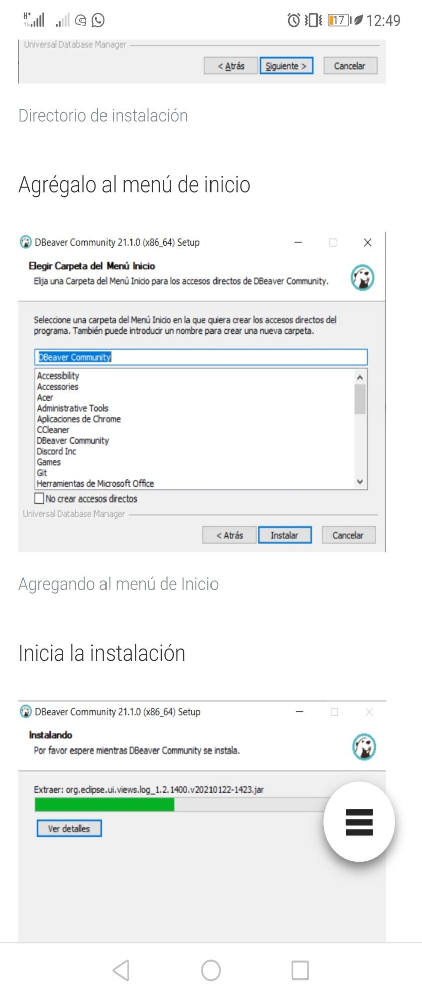 H+
17
12:49
Universal Database Manager
< Atrás
Siguiente >
Cancelar
Directorio de instalación
Agrégalo al menú de inicio
DBeaver Community 21.1.0 (x86_64) Setup
Elegir Carpeta del Menú Inicio
Elija una Carpeta del Menú Inicio para los accesos directos de DBeaver Community.
Seleccione una carpeta del Menú Inicio en la que quiera crear los accesos directos del
programa. También puede introducir un nombre para crear una nueva carpeta.
DBeaver Community
Accessibility
Accessories
Acer
Administrative Tools
Aplicaciones de Chrome
CCleaner
DBeaver Community
Discord Inc
Games
Git
Herramientas de Microsoft Office
No crear accesos directos
Universal Database Manager
< Atrás
Instalar
Cancelar
Agregando al menú de Inicio
Inicia la instalación
DBeaver Community 21.1.0 (x86_64) Setup
Instalando
Por favor espere mientras DBeaver Community se instala.
Extraer: org.eclipse.ui.views.log_1.2.1400.v20210122-1423.jar
Ver detalles